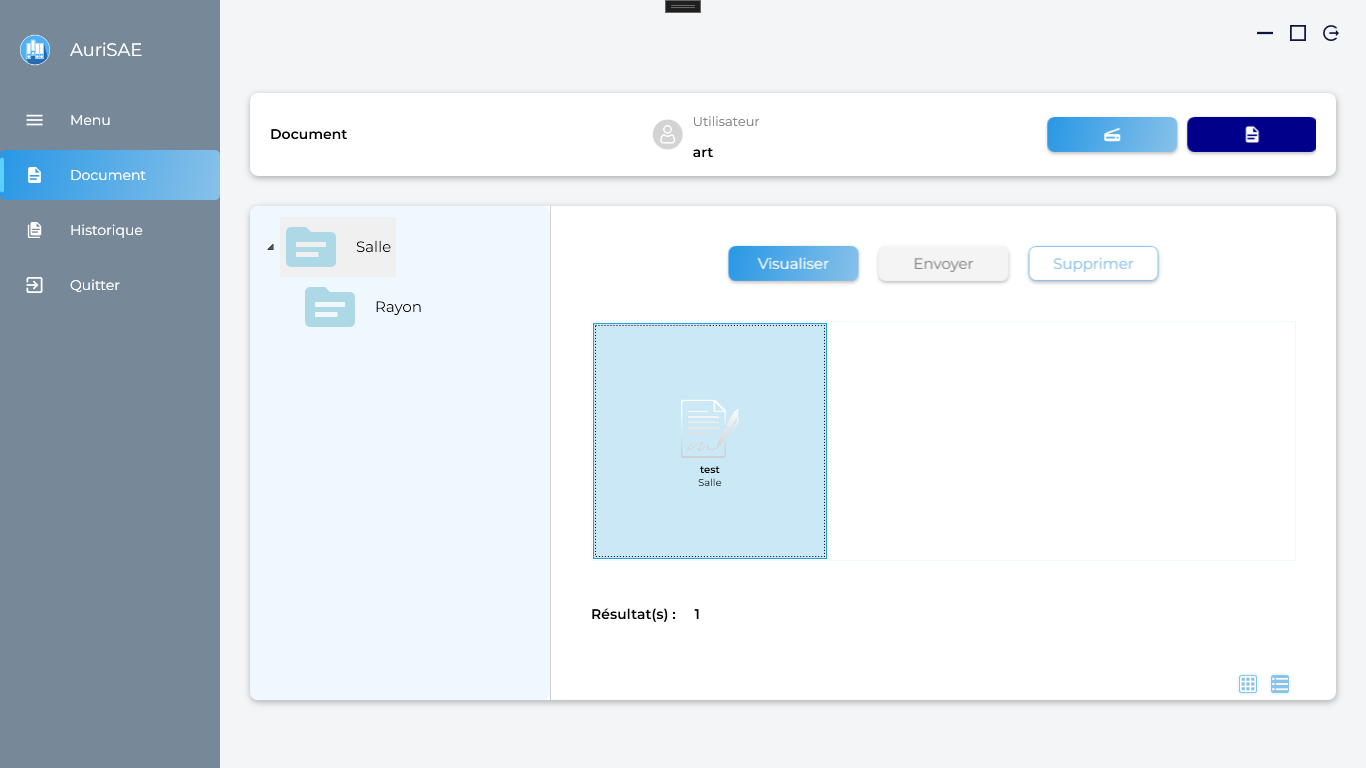 AuriSAE
Menu
Document
Historique
Quitter
Document
Utilisateur
art
Salle
Rayon
Visualiser
Envoyer
Supprimer
test
Salle
Résultat(s) : 1